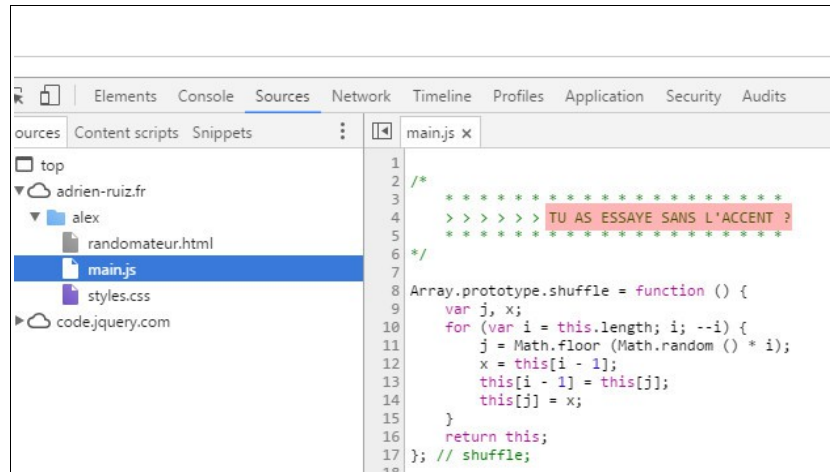 Elements Console Sources Network Timeline Profiles Application Security Audits
ources Content scripts Snippets
main.js ×
top
adrien-ruiz.fr
alex
randomateur.html
main.js
styles.css
code.jquery.com
1
2 /*
3 * * * * * * * * * * * * * * * * * * * *
4 > > > > > > TU AS ESSAYE SANS L'ACCENT ?
5 * * * * * * * * * * * * * * * * * * * *
6 */
7
8 Array.prototype.shuffle = function () {
9 var j, x;
10 for (var i = this.length; i; --i) {
11 j = Math.floor (Math.random () * i);
12 x = this[i - 1];
13 this[i - 1] = this[j];
14 this[j] = x;
15 }
16 return this;
17 }; // shuffle;
18